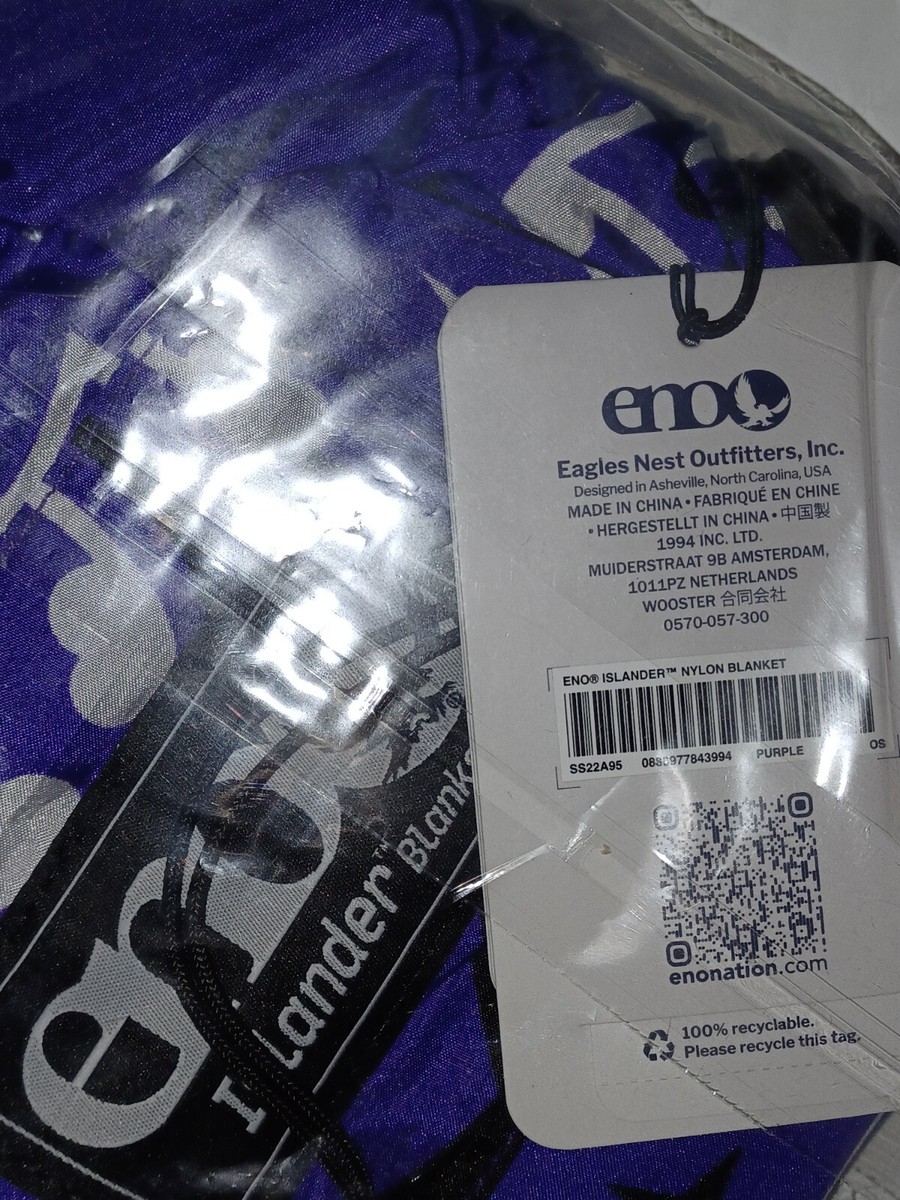 eno
Eagles Nest Outfitters, Inc.
Designed in Asheville, North Carolina, USA
MADE IN CHINA • FABRIQUÉ EN CHINE
• HERGESTELLT IN CHINA • 中国製
1994 INC. LTD.
MUIDERSTRAAT 9B AMSTERDAM,
1011PZ NETHERLANDS
WOOSTER 合同会社
0570-057-300
ENO® ISLANDER™ NYLON BLANKET
SS22A95 PURPLE OS
enonation.com
100% recyclable.
Please recycle this tag.
eno
®
Islander™ Blanket